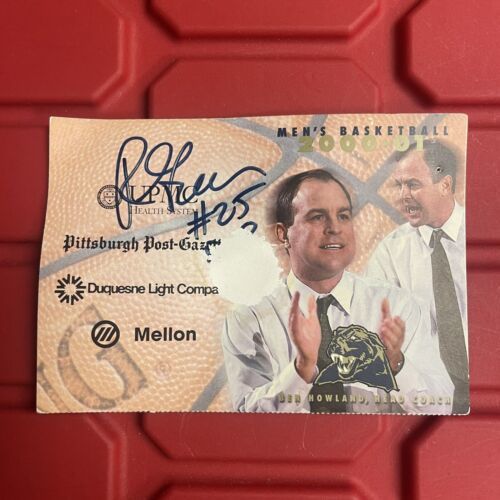 MEN'S BASKETBALL
2000-01
#25
UPMC
HEALTH SYSTEM
Pittsburgh Post-Gaz
Duquesne Light Compa
Mellon
NG
BEN HOWLAND, HEAD COACH